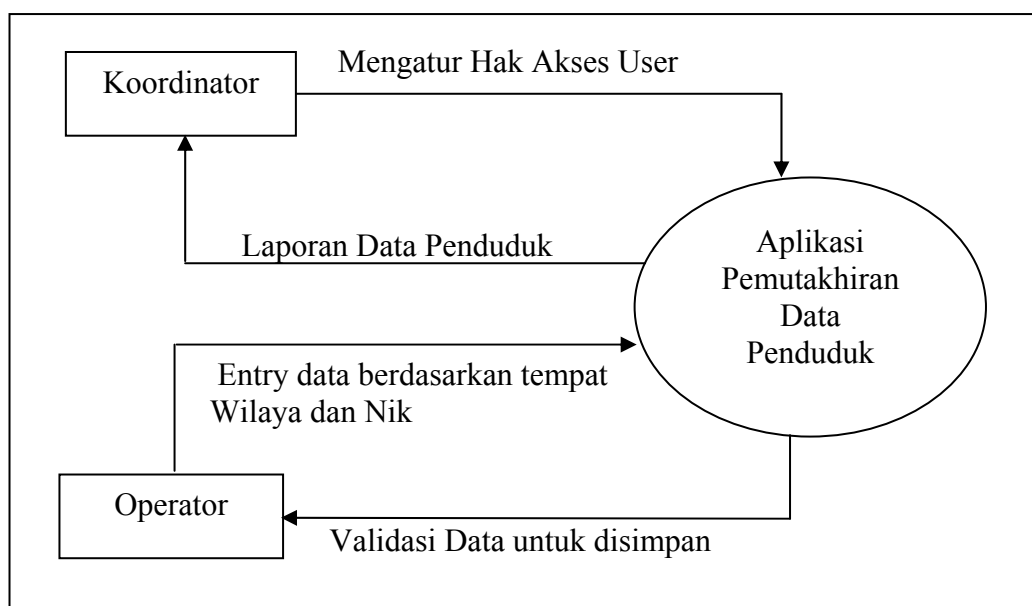 Koordinator
Mengatur Hak Akses User
Laporan Data Penduduk
Aplikasi
Pemutakhiran
Data
Penduduk
Entry data berdasarkan tempat
Wilaya dan Nik
Operator
Validasi Data untuk disimpan